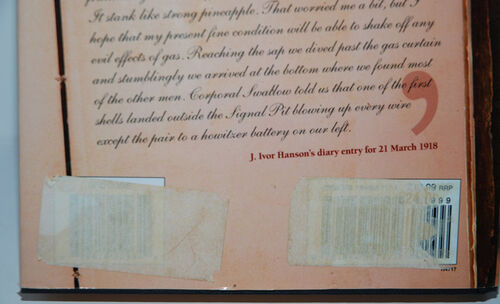 It stank like strong pineapple. That worried me a bit, but I
hope that my present fine condition will be able to shake off any
evil effects of gas. Reaching the sap we dived past the gas curtain
and stumblingly we arrived at the bottom where we found most
of the other men. Corporal Swallow told us that one of the first
shells landed outside the Signal Pit blowing up every wire
except the pair to a howitzer battery on our left.
’
J. Ivor Hanson's diary entry for 21 March 1918
RRP